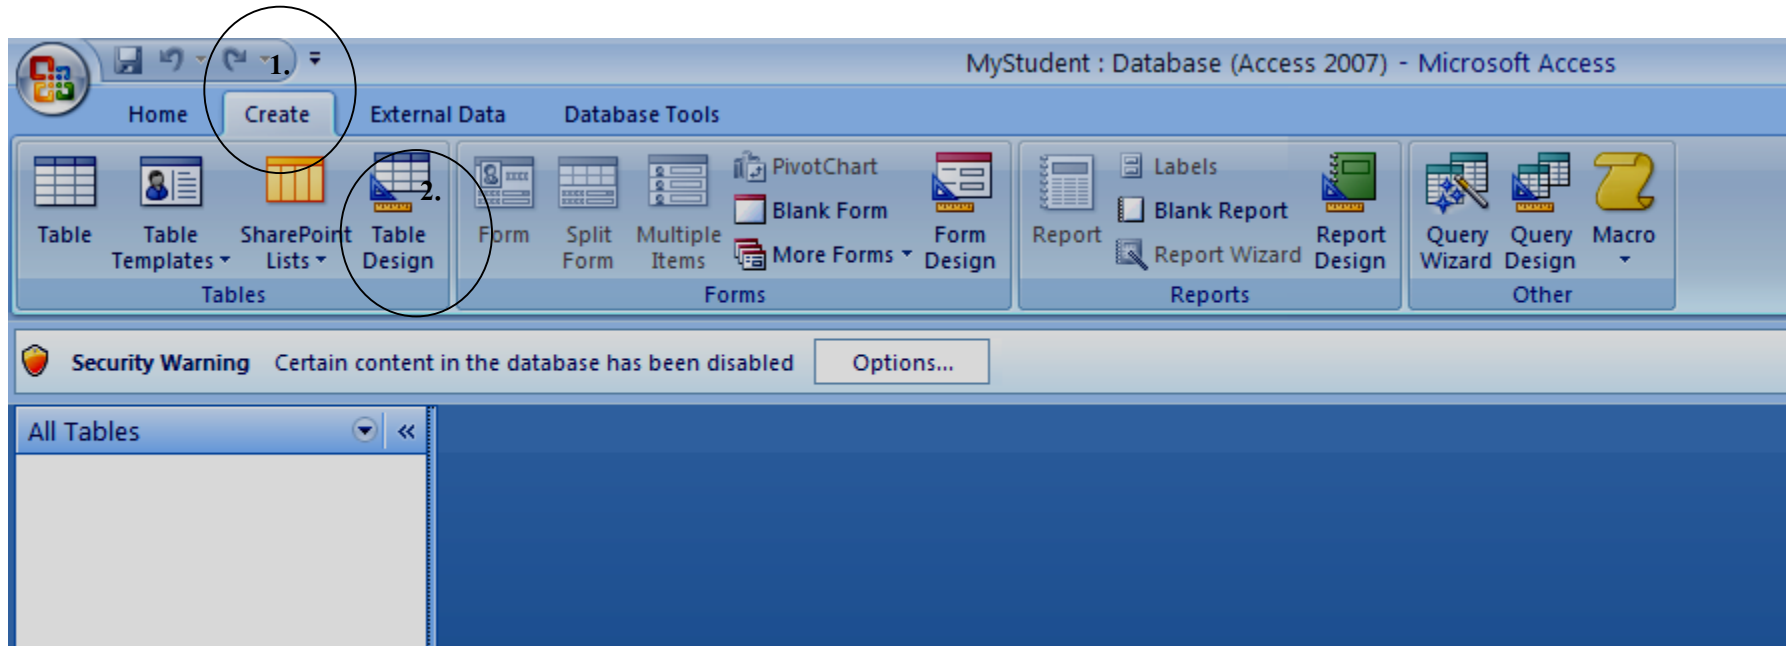 1.
MyStudent : Database (Access 2007) - Microsoft Access
Home Create External Data Database Tools
2.
Table
Table
Templates
SharePoint
Lists
Table
Design
Tables
Form
Split
Form
Multiple
Items
PivotChart
Blank Form
More Forms
Form
Design
Forms
Report
Labels
Blank Report
Report Wizard
Report
Design
Reports
Query
Wizard
Query
Design
Macro
Other
Security Warning Certain content in the database has been disabled Options...
All Tables